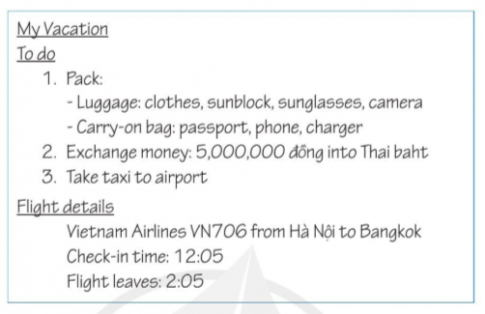 My Vacation
To do
1. Pack:
- Luggage: clothes, sunblock, sunglasses, camera
- Carry-on bag: passport, phone, charger
2. Exchange money: 5,000,000 đồng into Thai baht
3. Take taxi to airport
Flight details
Vietnam Airlines VN706 from Hà Nội to Bangkok
Check-in time: 12:05
Flight leaves: 2:05